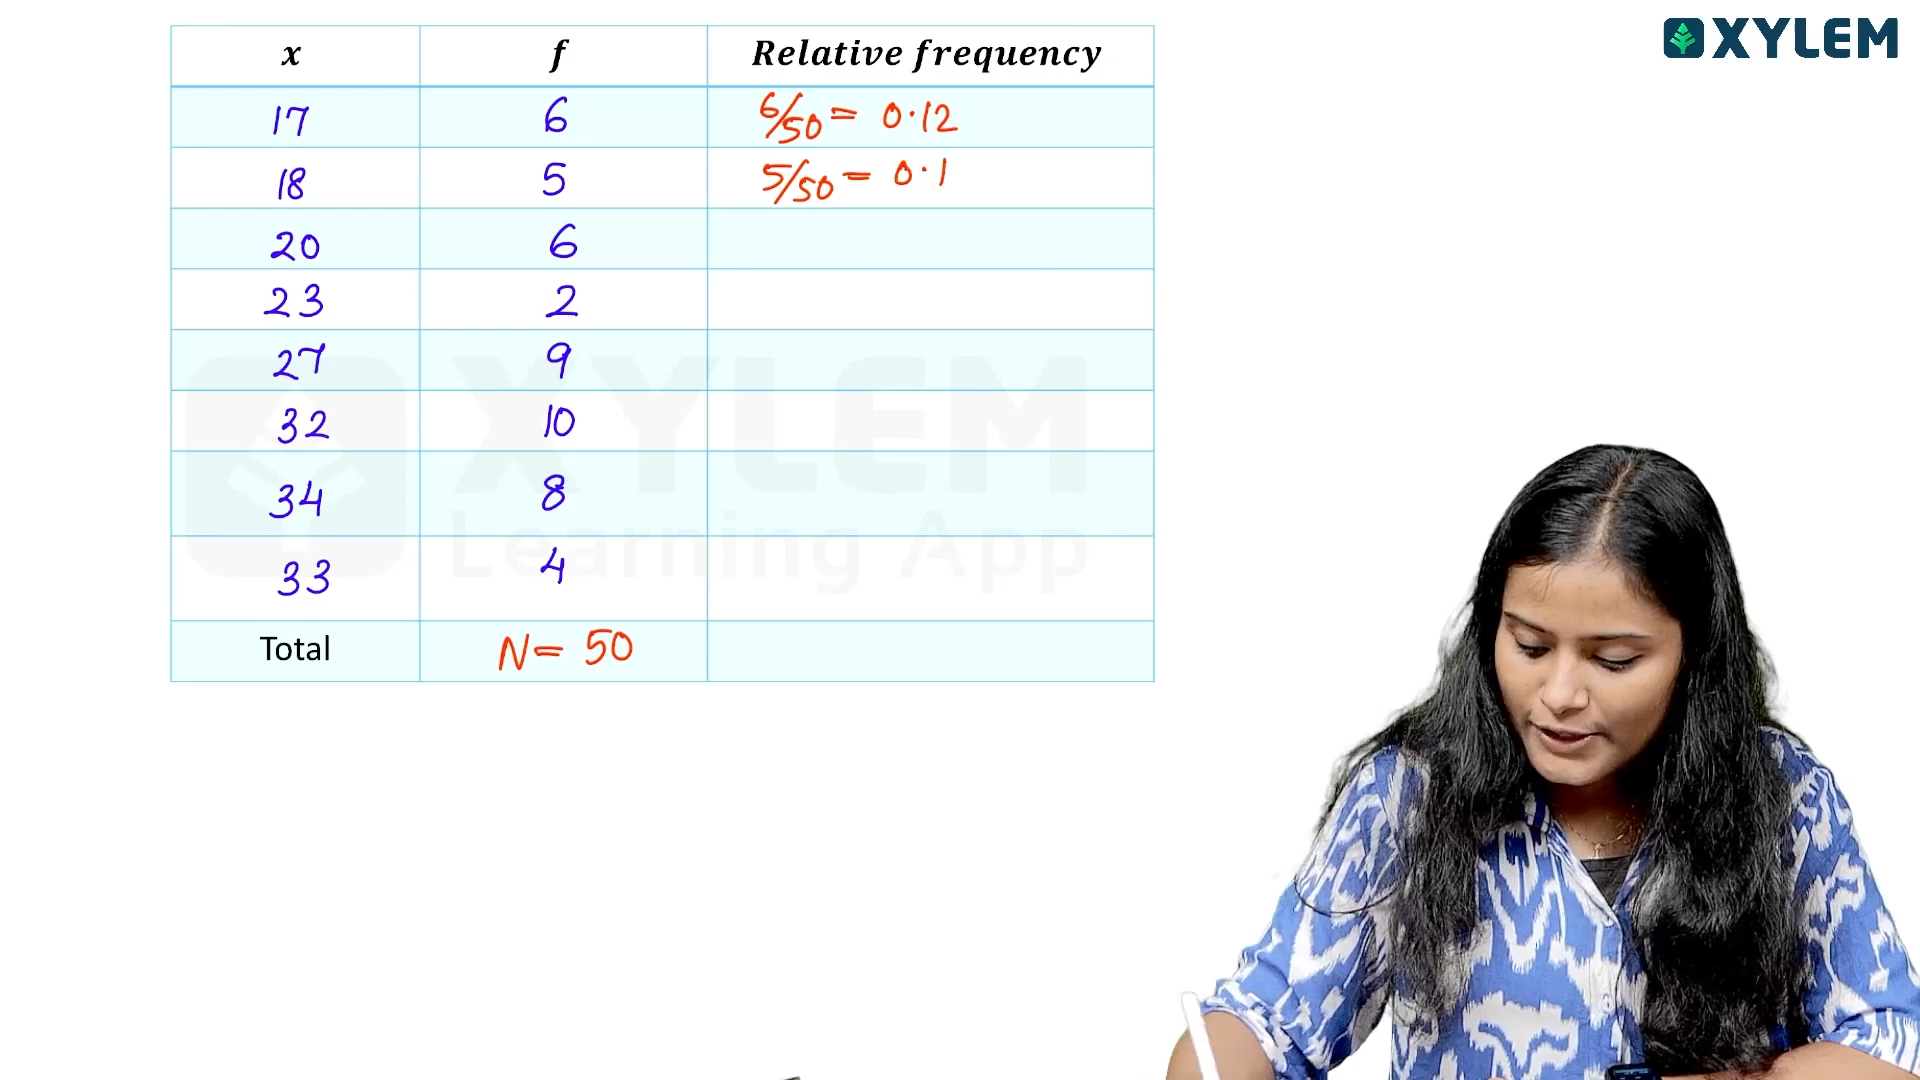 XYLEM
x f Relative frequency
17 6 6/50 = 0.12
18 5 5/50 = 0.1
20 6
23 2
27 9
32 10
34 8
33 4
Total N = 50
XYLEM
Learning App